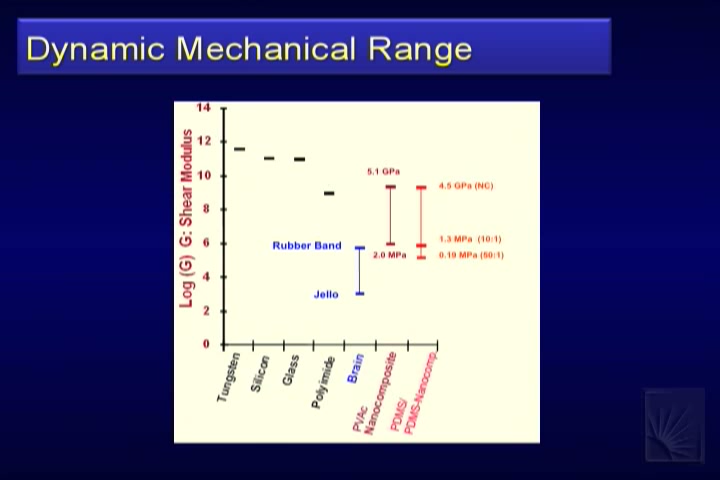 Dynamic Mechanical Range
14
12
10
8
6
4
2
0
Log (G) G: Shear Modulus
5.1 GPa
4.5 GPa (NC)
Rubber Band
1.3 MPa (10:1)
2.0 MPa
0.19 MPa (50:1)
Jello
Tungsten
Silicon
Glass
Polyimide
Brain
PVAc
Nanocomposite
PDMS/
PDMS-Nanocomp